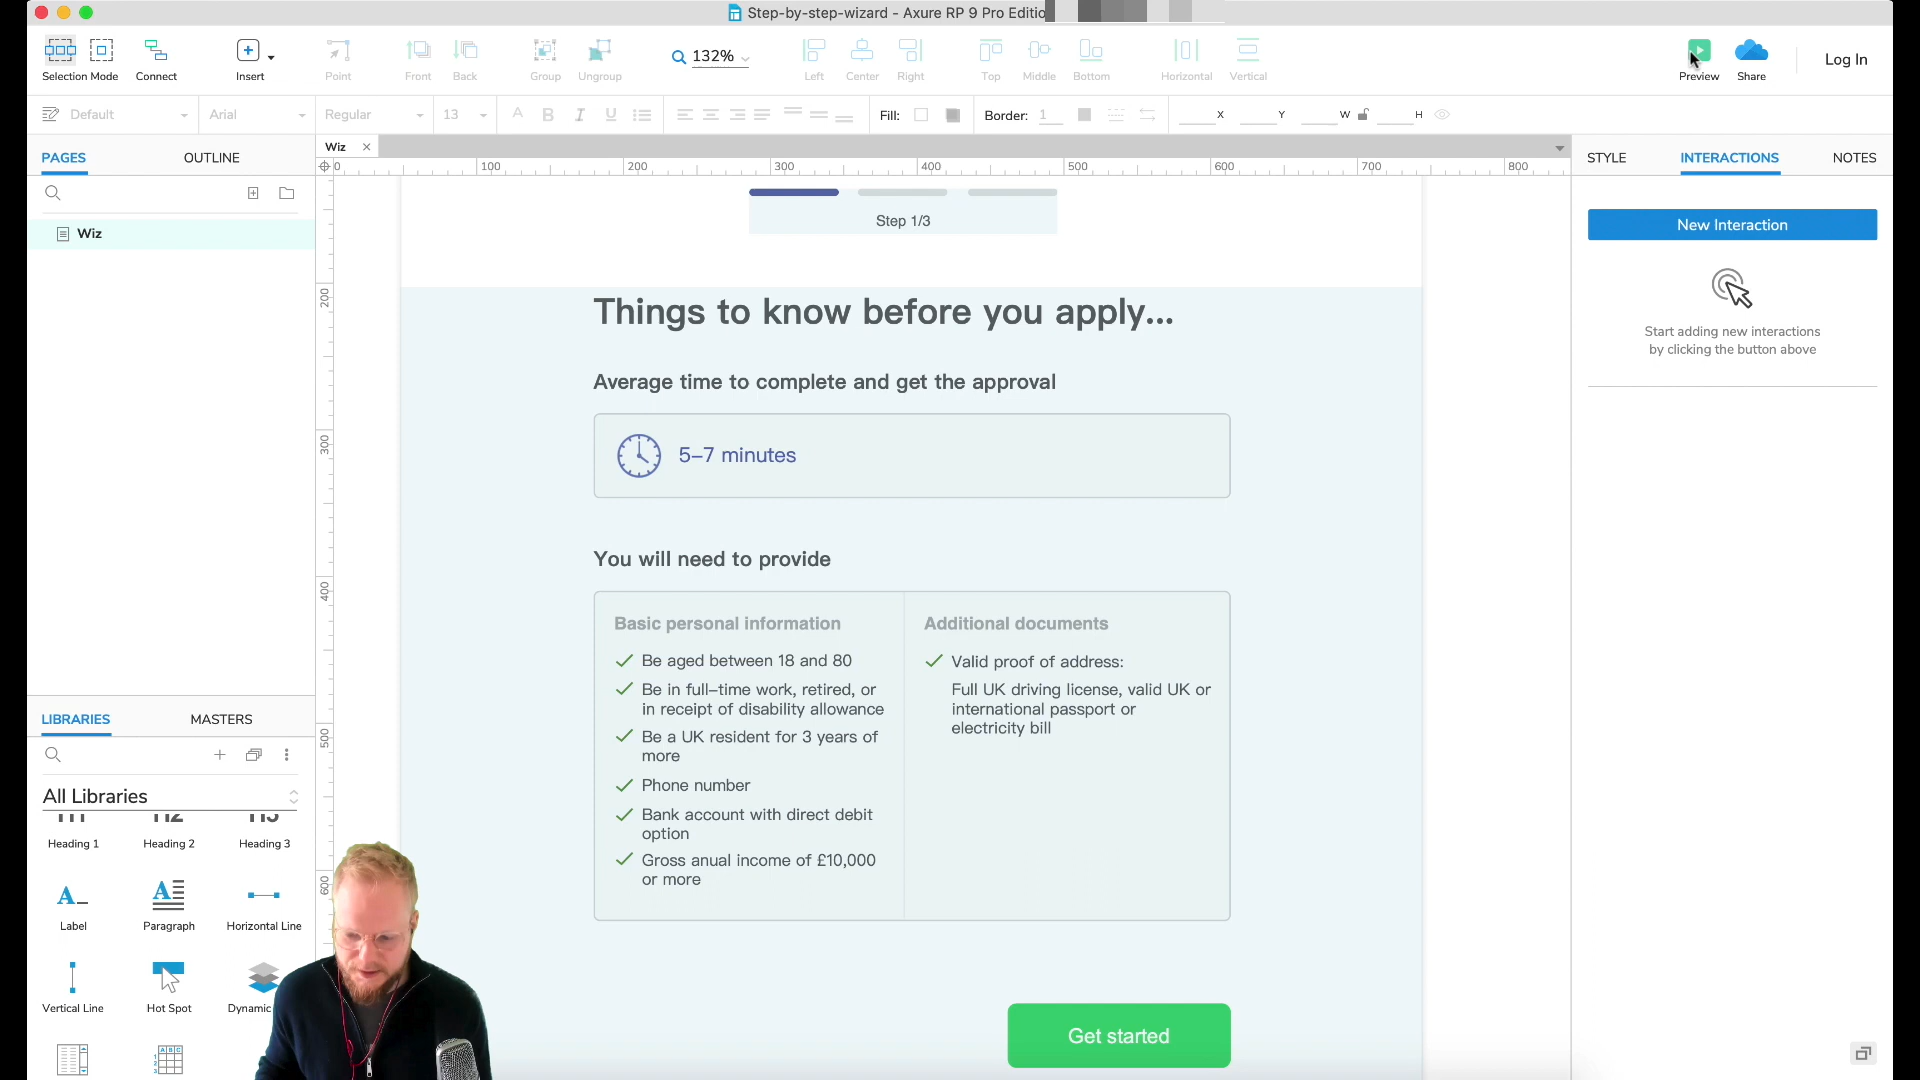 Step-by-step-wizard - Axure RP 9 Pro Editio
Selection Mode
Connect
Insert
Point
Front
Back
Group
Ungroup
132%
Left
Center
Right
Top
Middle
Bottom
Horizontal
Vertical
Preview
Share
Log In
Default
Arial
Regular
13
Fill:
Border:
1
X
Y
W
H
PAGES
OUTLINE
Wiz
0
100
200
300
400
500
600
700
800
STYLE
INTERACTIONS
NOTES
Wiz
200
300
400
500
600
Step 1/3
Things to know before you apply...
Average time to complete and get the approval
5–7 minutes
You will need to provide
Basic personal information
Be aged between 18 and 80
Be in full–time work, retired, or
in receipt of disability allowance
Be a UK resident for 3 years of
more
Phone number
Bank account with direct debit
option
Gross anual income of £10,000
or more
Additional documents
Valid proof of address:
Full UK driving license, valid UK or
international passport or
electricity bill
Get started
New Interaction
Start adding new interactions
by clicking the button above
LIBRARIES
MASTERS
All Libraries
Heading 1
Heading 2
Heading 3
Label
Paragraph
Horizontal Line
Vertical Line
Hot Spot
Dynamic